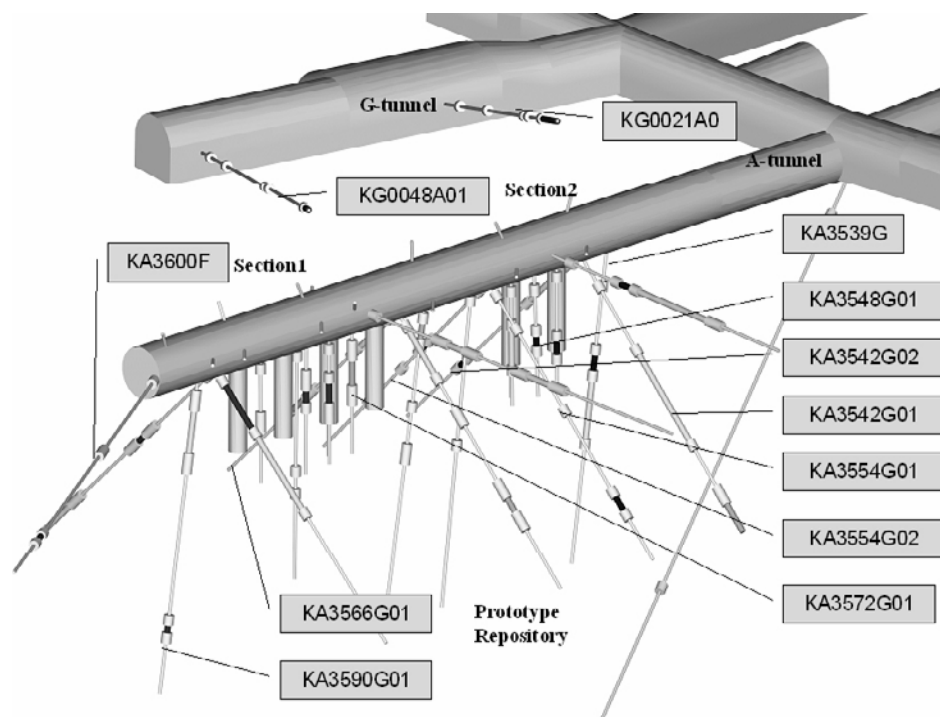 G-tunnel
KG0021A0
A-tunnel
KG0048A01
Section2
KA3539G
KA3600F
Section1
KA3548G01
KA3542G02
KA3542G01
KA3554G01
KA3554G02
KA3572G01
KA3566G01
Prototype
Repository
KA3590G01